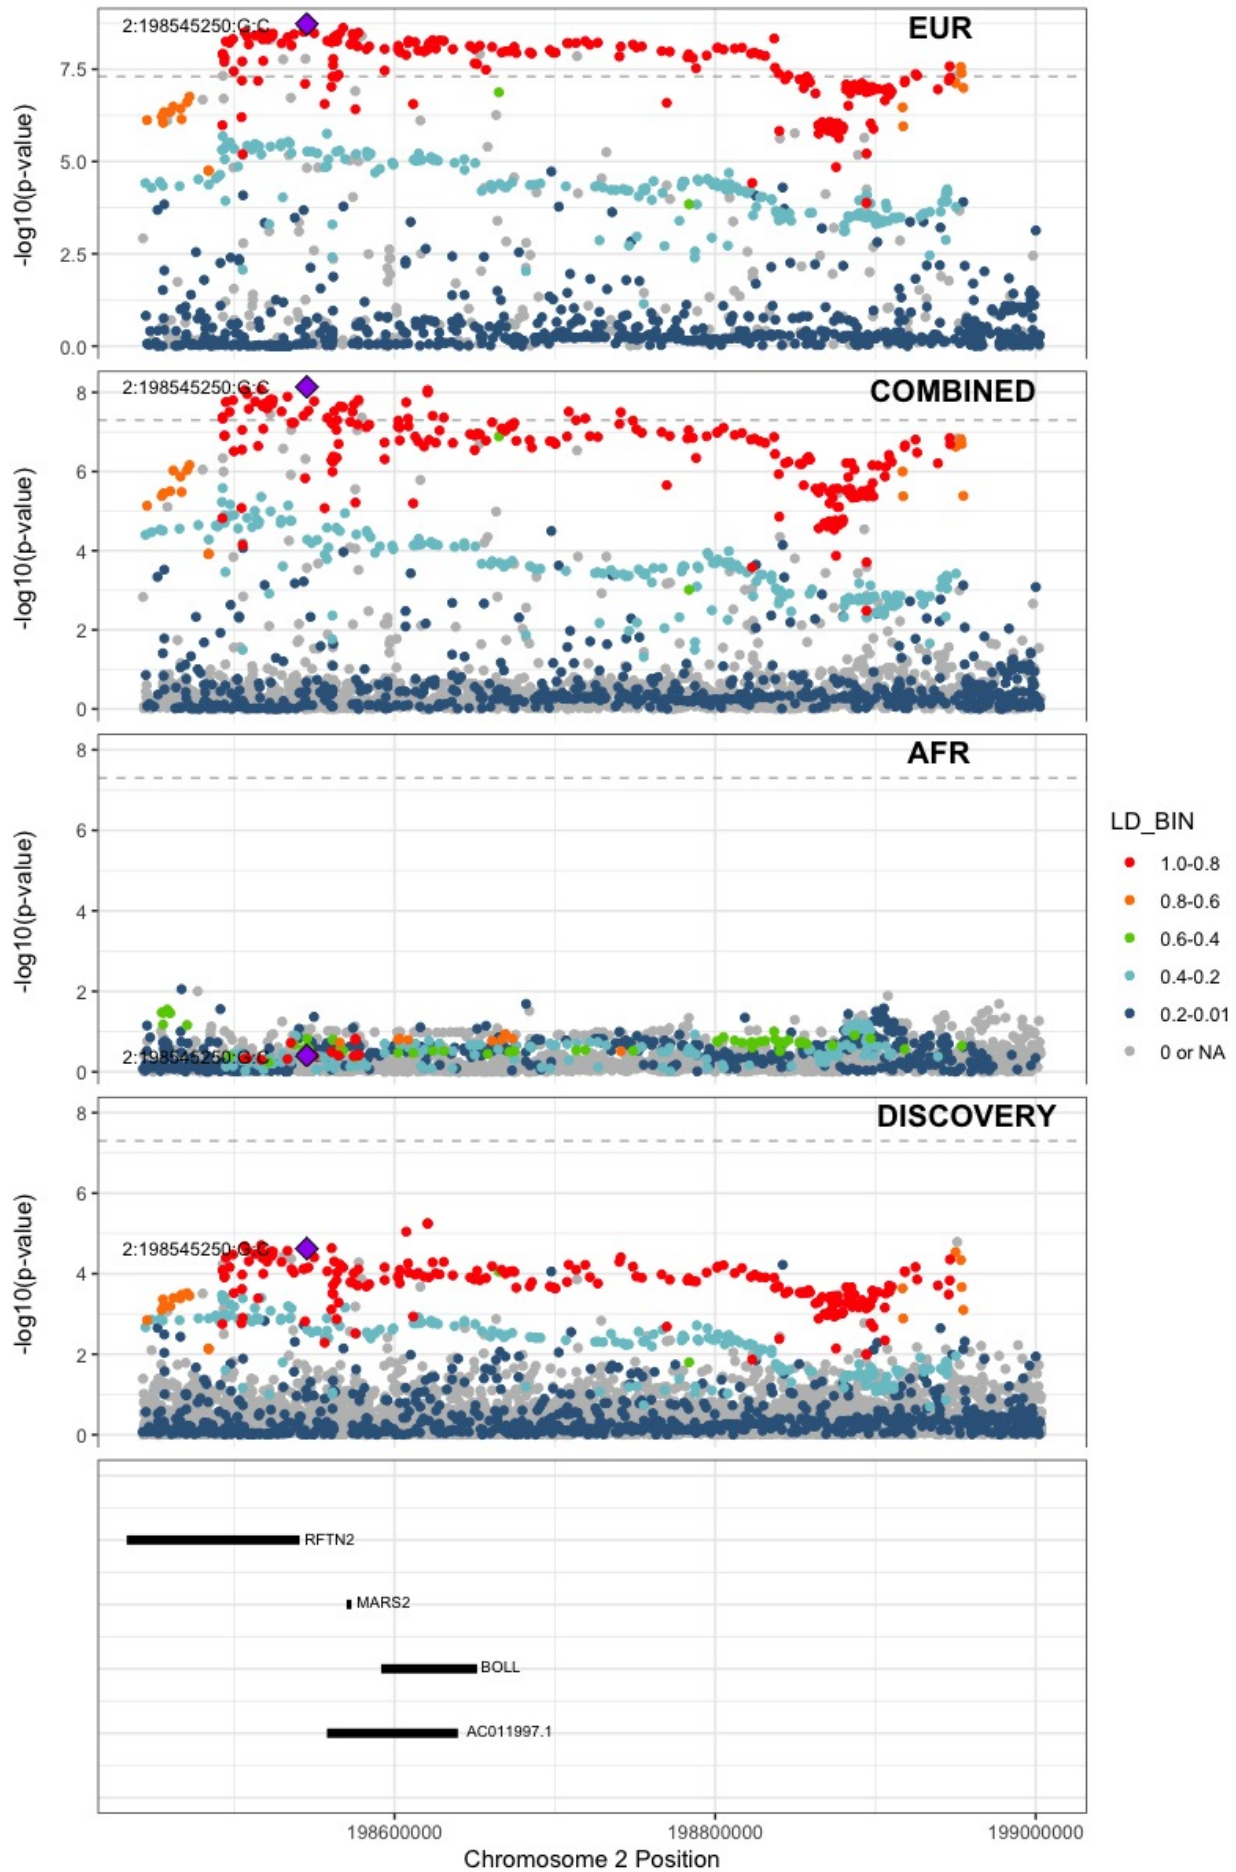 EUR
2:198545250:G:C
7.5
5.0
2.5
0.0
-log10(p-value)
COMBINED
2:198545250:G:C
8
6
4
2
0
-log10(p-value)
AFR
8
6
4
2
0
2:198545250:G:C
-log10(p-value)
LD_BIN
1.0-0.8
0.8-0.6
0.6-0.4
0.4-0.2
0.2-0.01
0 or NA
DISCOVERY
8
6
4
2
0
2:198545250:G:C
-log10(p-value)
RFTN2
MARS2
BOLL
AC011997.1
198600000 198800000 199000000
Chromosome 2 Position